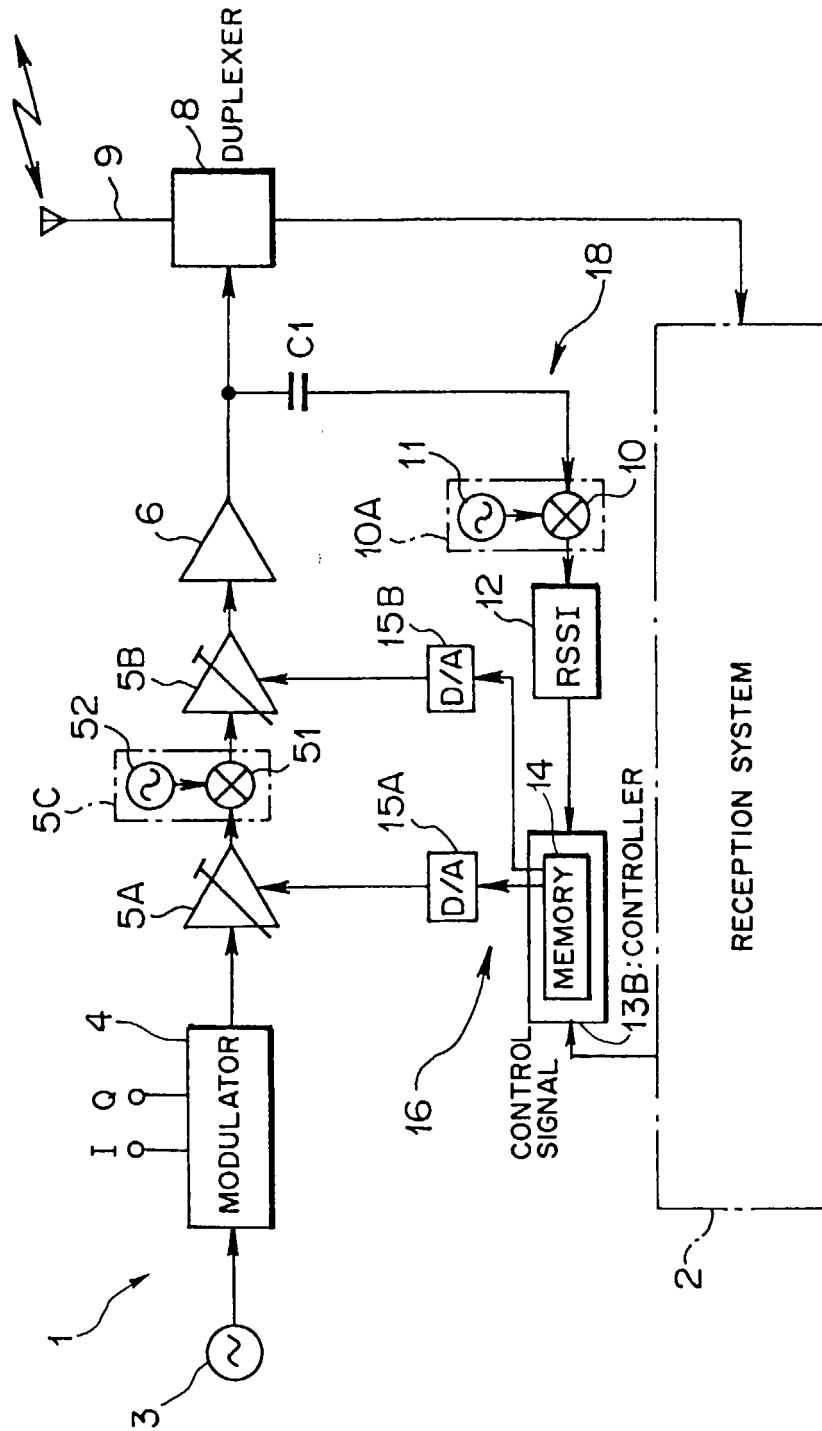 1
3
I
Q
4
MODULATOR
5A
5C
52
51
5B
6
9
8
DUPLEXER
C1
18
10A
11
10
12
RSSI
15A
D/A
15B
D/A
16
14
MEMORY
CONTROL
SIGNAL
13B:CONTROLLER
2
RECEPTION SYSTEM